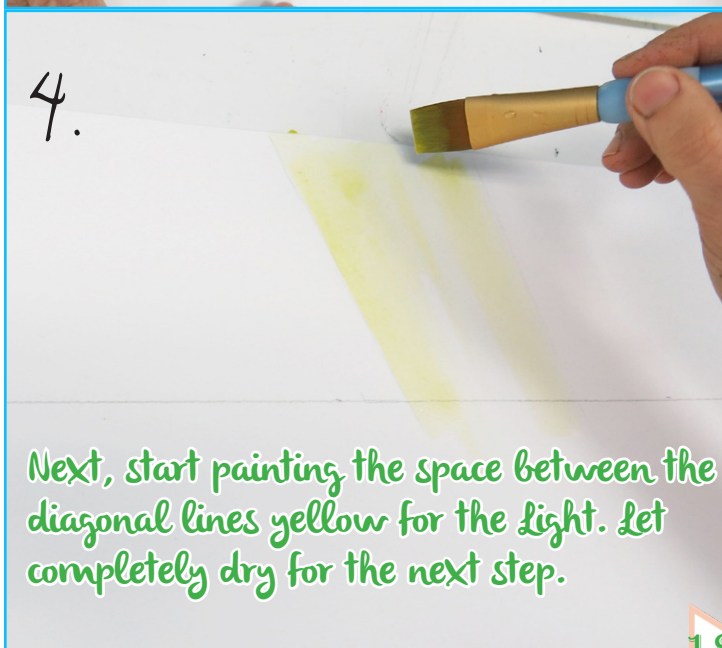 4.
Next, start painting the space between the
diagonal lines yellow for the Light. Let
completely dry for the next step.